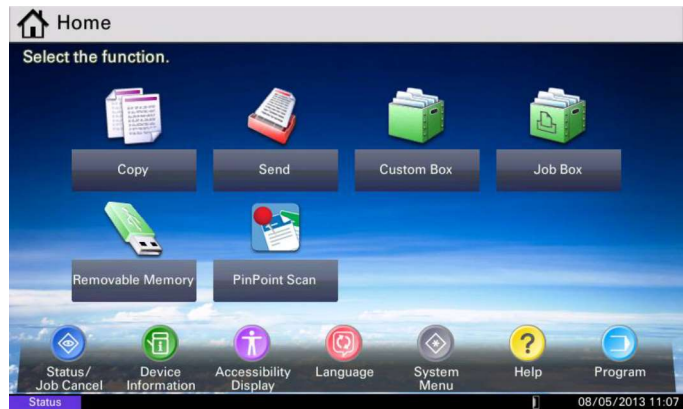 Home
Select the function.
Copy
Send
Custom Box
Job Box
Removable Memory
PinPoint Scan
Status/
Job Cancel
Device
Information
Accessibility
Display
Language
System
Menu
Help
Program
Status
08/05/2013 11:07